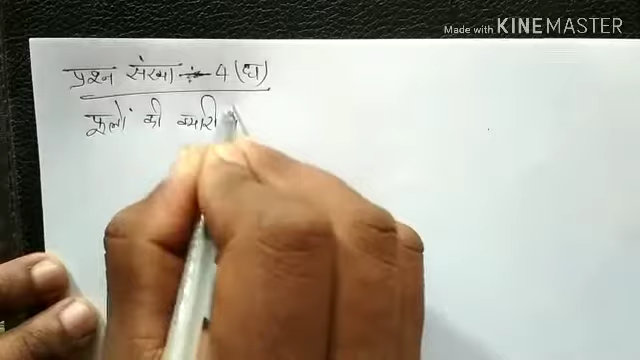 Made with KINEMASTER
प्रश्न संख्या ÷ 4 (घ)
फूलों की क्यारि